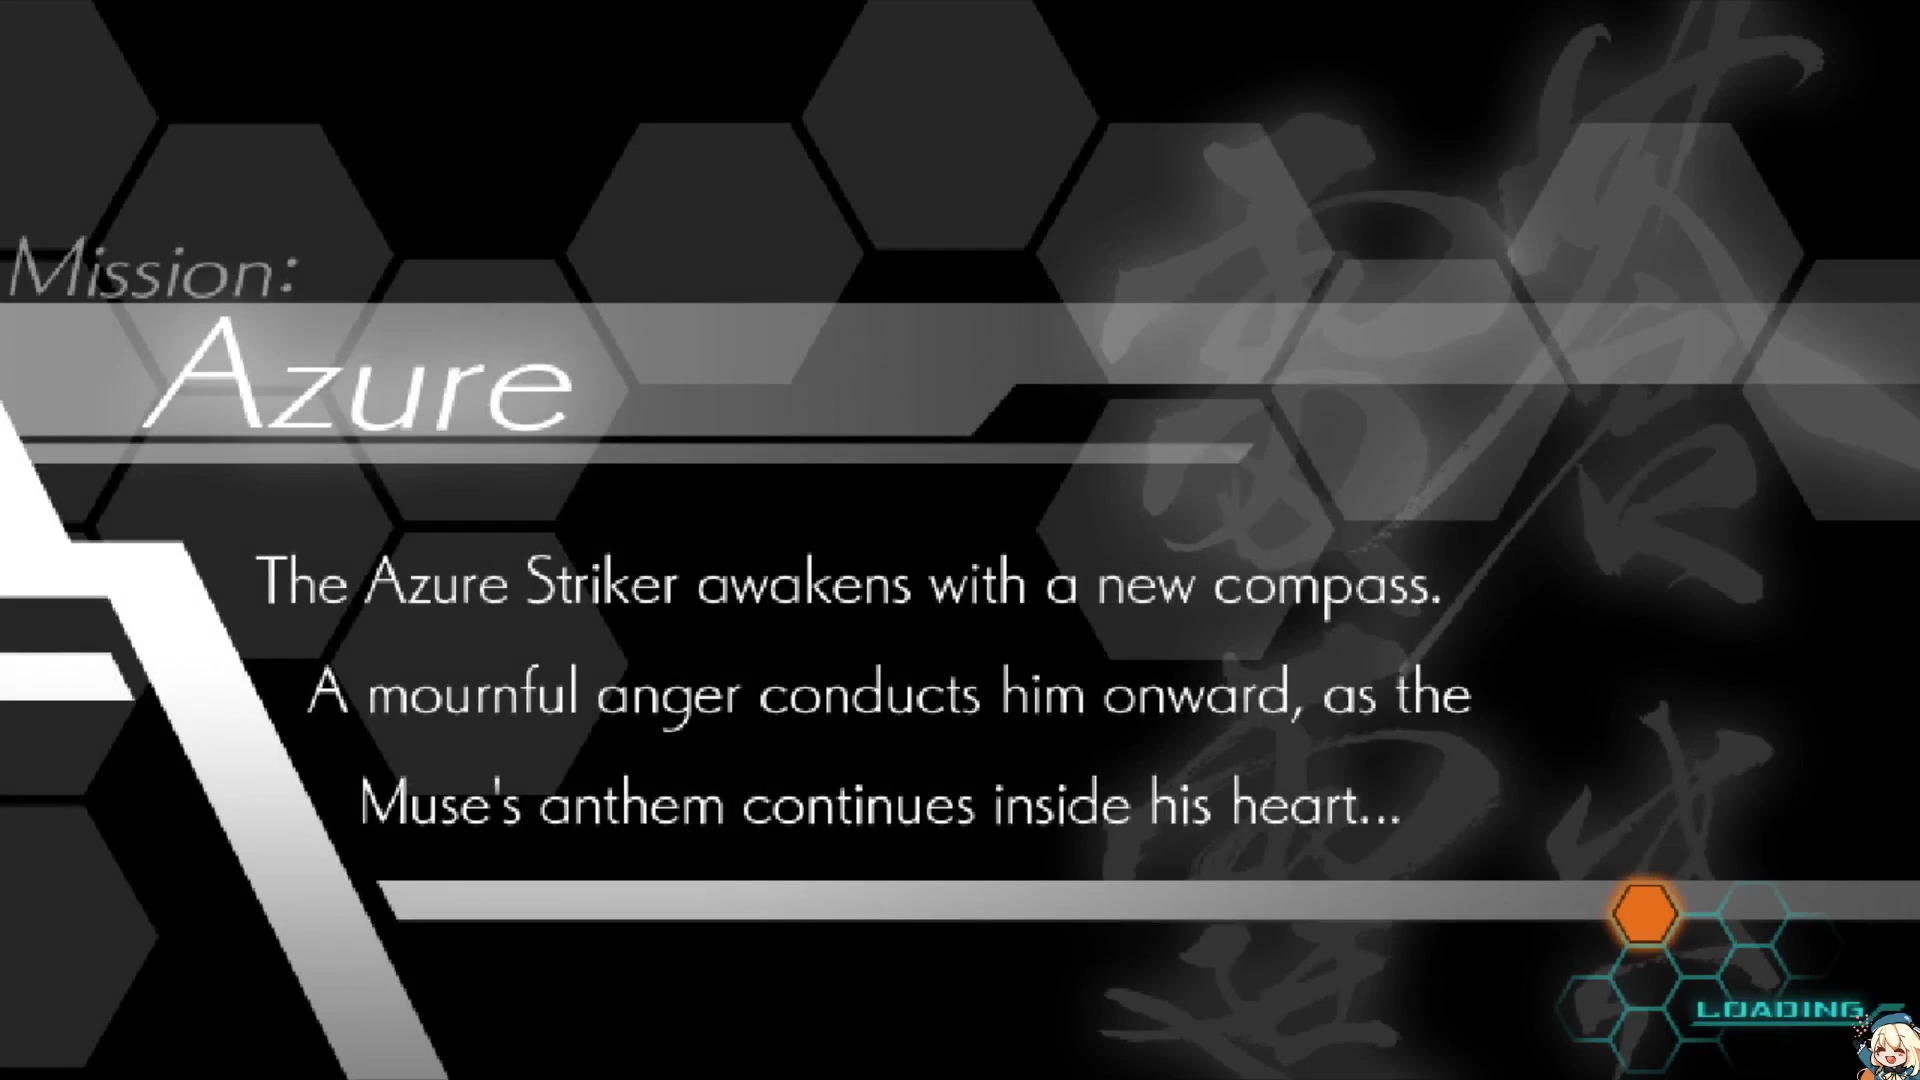 Mission:
Azure
The Azure Striker awakens with a new compass.
A mournful anger conducts him onward, as the
Muse's anthem continues inside his heart...
LOADING